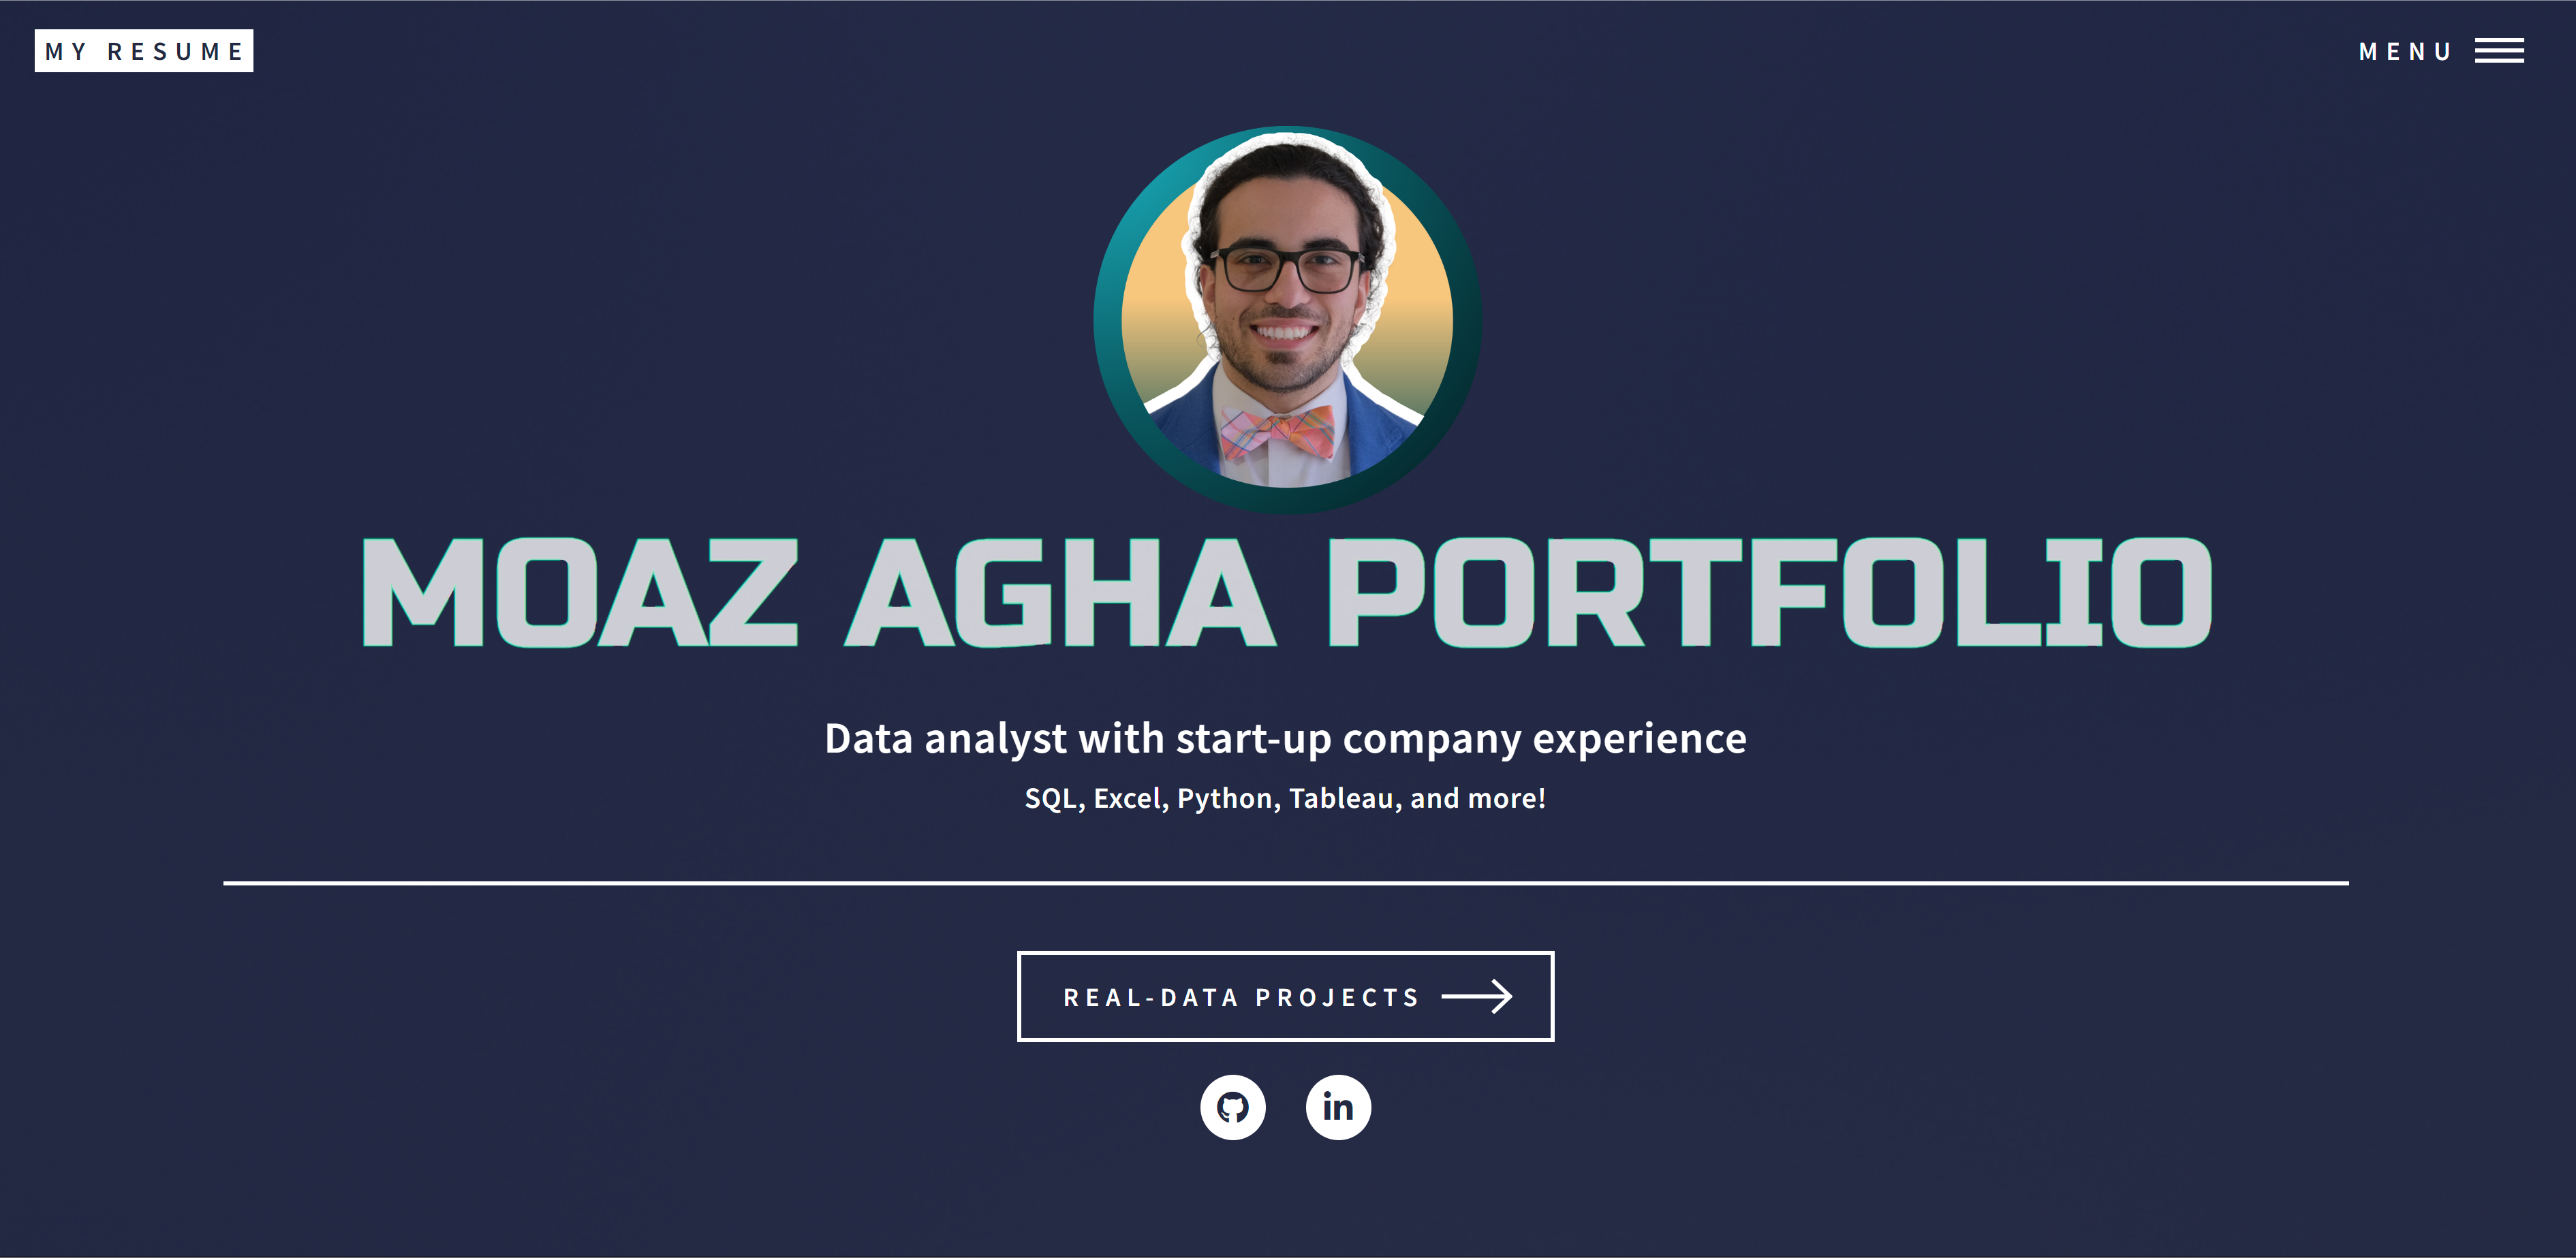 MY RESUME
MENU
MOAZ AGHA PORTFOLIO
Data analyst with start-up company experience
SQL, Excel, Python, Tableau, and more!
REAL-DATA PROJECTS
in